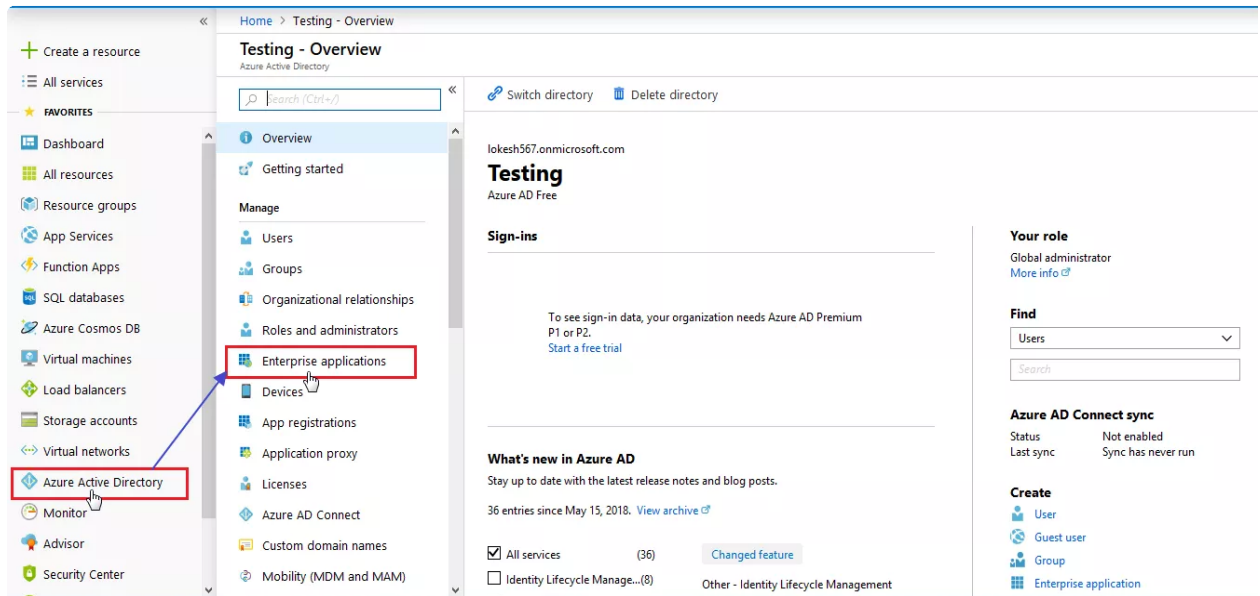 Home > Testing - Overview
Create a resource
All services
FAVORITES
Dashboard
All resources
Resource groups
App Services
Function Apps
SQL databases
Azure Cosmos DB
Virtual machines
Load balancers
Storage accounts
Virtual networks
Azure Active Directory
Monitor
Advisor
Security Center
Testing - Overview
Azure Active Directory
Search (Ctrl+/)
Overview
Getting started
Manage
Users
Groups
Organizational relationships
Roles and administrators
Enterprise applications
Devices
App registrations
Application proxy
Licenses
Azure AD Connect
Custom domain names
Mobility (MDM and MAM)
Switch directory
Delete directory
lokesh567.onmicrosoft.com
Testing
Azure AD Free
Sign-ins
To see sign-in data, your organization needs Azure AD Premium
P1 or P2.
Start a free trial
What's new in Azure AD
Stay up to date with the latest release notes and blog posts.
36 entries since May 15, 2018. View archive
All services (36)
Identity Lifecycle Manage...(8)
Changed feature
Other - Identity Lifecycle Management
Your role
Global administrator
More info
Find
Users
Search
Azure AD Connect sync
Status Not enabled
Last sync Sync has never run
Create
User
Guest user
Group
Enterprise application